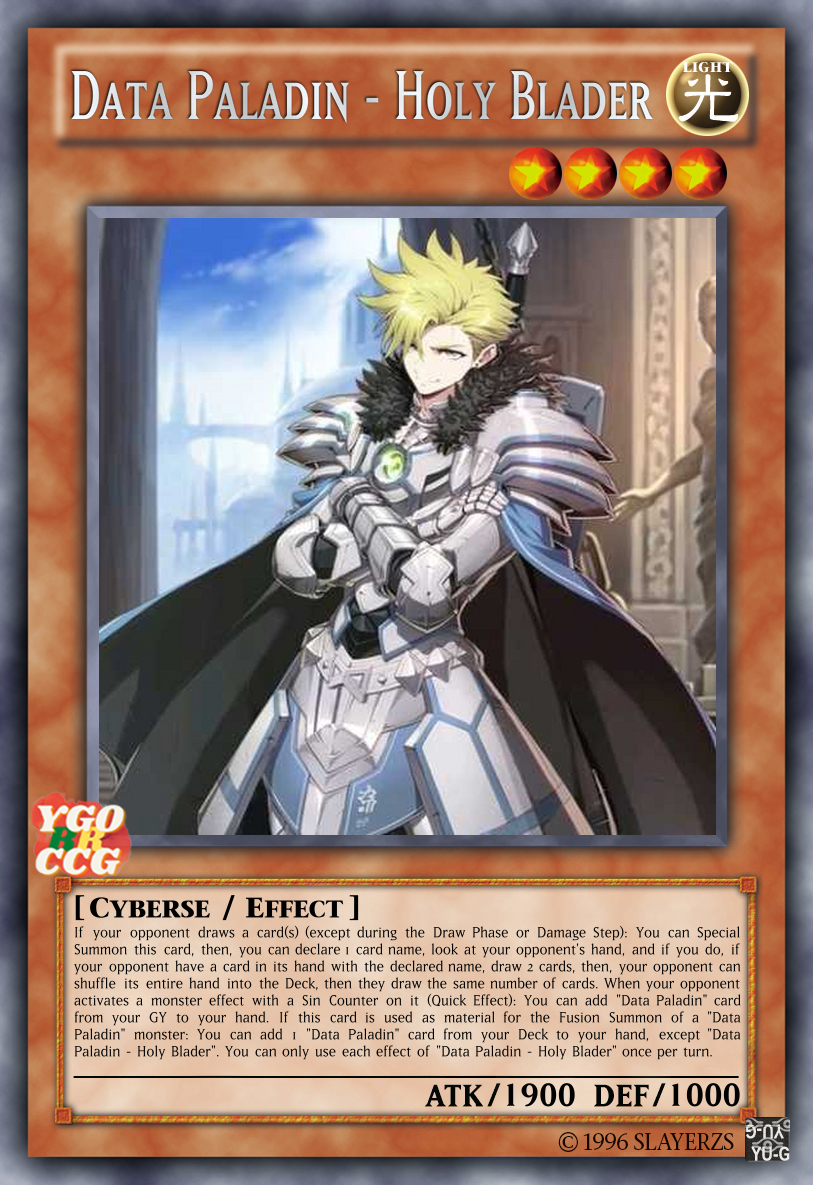 Data Paladin - Holy Blader
LIGHT
光
YGO
RR
CCG
[ Cyberse / Effect ]
If your opponent draws a card(s) (except during the Draw Phase or Damage Step): You can Special
Summon this card, then, you can declare 1 card name, look at your opponent's hand, and if you do, if
your opponent have a card in its hand with the declared name, draw 2 cards, then, your opponent can
shuffle its entire hand into the Deck, then they draw the same number of cards. When your opponent
activates a monster effect with a Sin Counter on it (Quick Effect): You can add "Data Paladin" card
from your GY to your hand. If this card is used as material for the Fusion Summon of a "Data
Paladin" monster: You can add 1 "Data Paladin" card from your Deck to your hand, except "Data
Paladin - Holy Blader". You can only use each effect of "Data Paladin - Holy Blader" once per turn.
ATK/1900 DEF/1000
© 1996 SLAYERZS
YU-G
YU-G